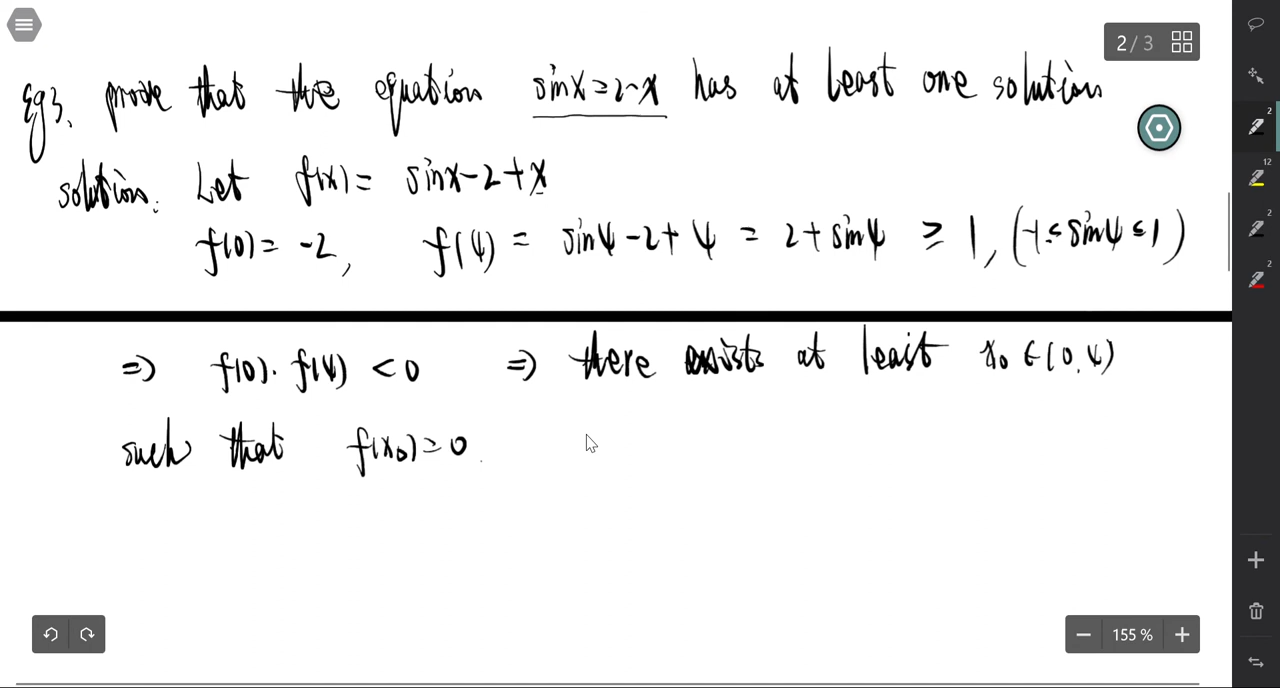 2 / 3
Eg3. prove that the equation sinx=2-x has at least one solution
solution. Let f(x) = sinx-2+x
f(0) = -2, f(4) = sin4-2+4 = 2+sin4 ≥ 1, (-1≤sin4≤1)
⇒ f(0)·f(4) <0 ⇒ there exists at least x₀∈(0,4)
such that f(x₀)=0.
155 %